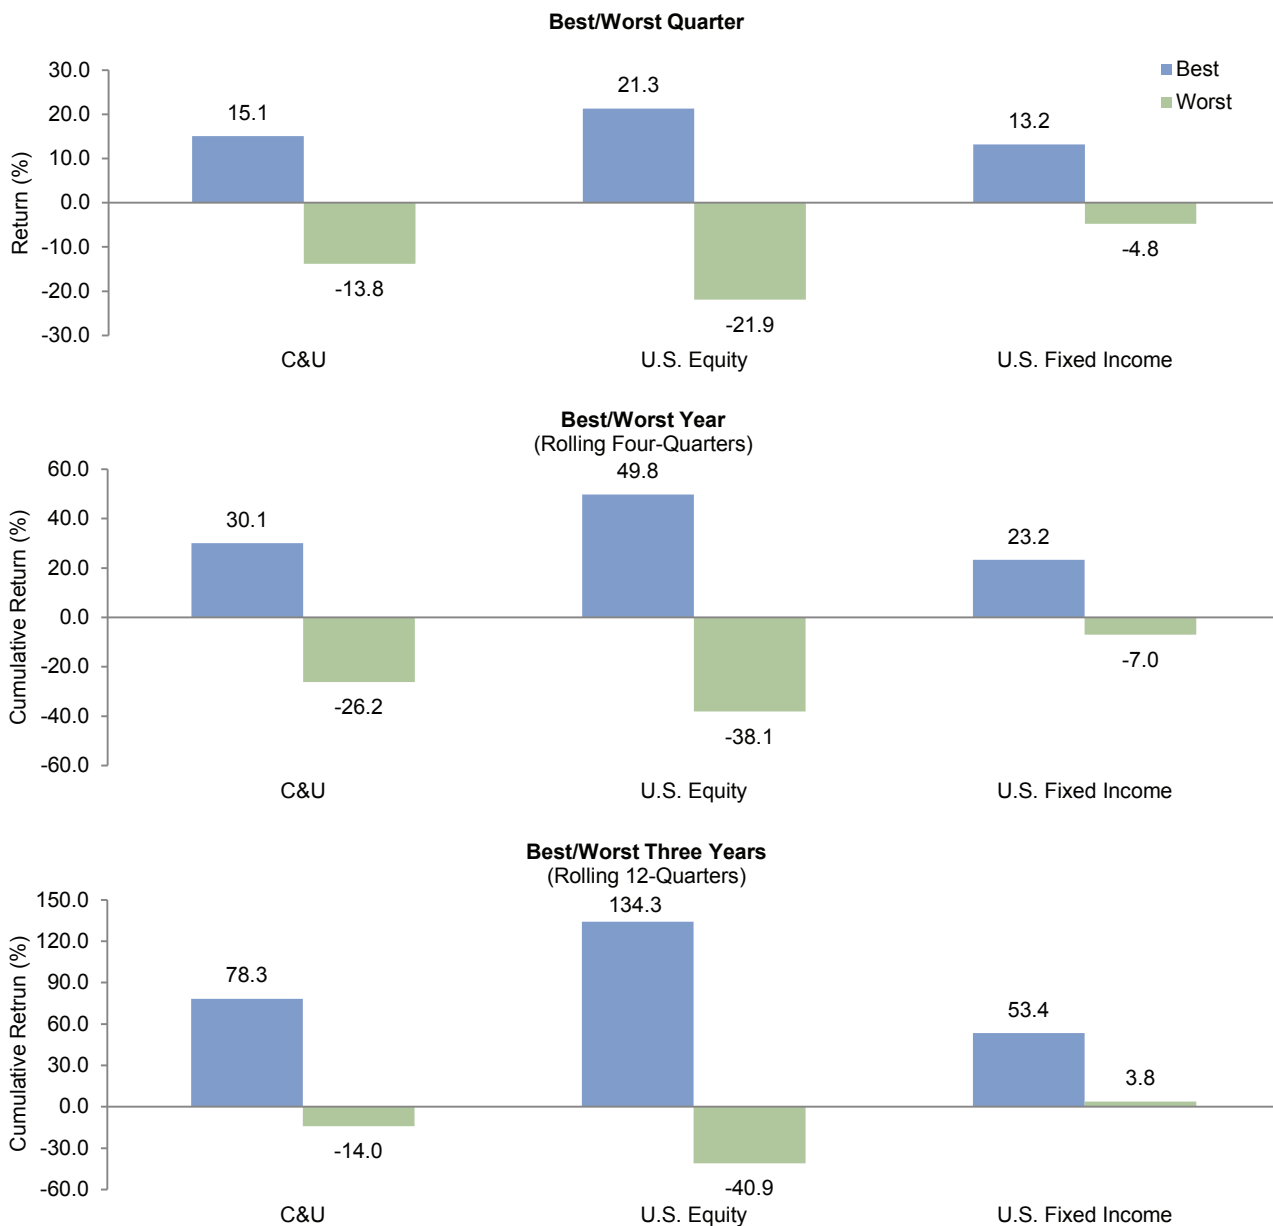 Best/Worst Quarter
Best
Worst
Return (%)
30.0
20.0
10.0
0.0
-10.0
-20.0
-30.0
15.1
-13.8
21.3
-21.9
13.2
-4.8
C&U
U.S. Equity
U.S. Fixed Income
Best/Worst Year
(Rolling Four-Quarters)
Cumulative Return (%)
60.0
40.0
20.0
0.0
-20.0
-40.0
-60.0
30.1
-26.2
49.8
-38.1
23.2
-7.0
C&U
U.S. Equity
U.S. Fixed Income
Best/Worst Three Years
(Rolling 12-Quarters)
Cumulative Retrun (%)
150.0
120.0
90.0
60.0
30.0
0.0
-30.0
-60.0
78.3
-14.0
134.3
-40.9
53.4
3.8
C&U
U.S. Equity
U.S. Fixed Income